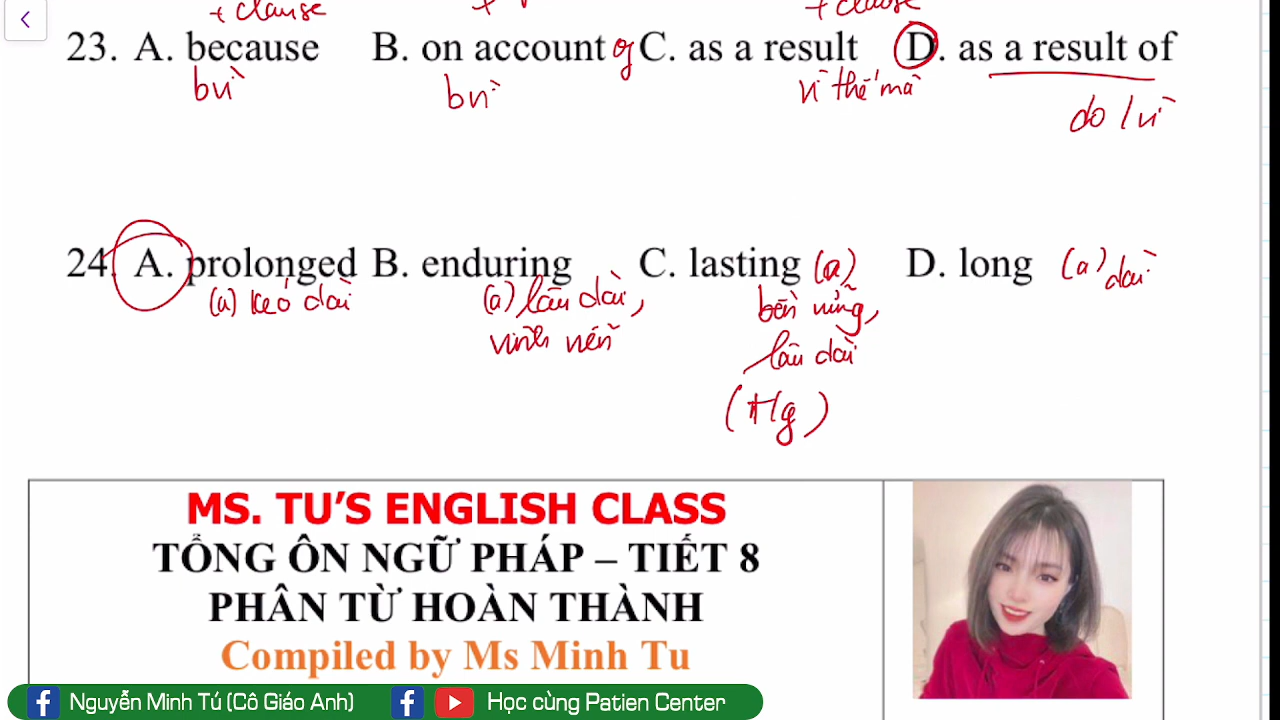 + clause + + clause
23. A. because B. on account of C. as a result D. as a result of
bvì bvì vì thế mà
do / vì
24. A. prolonged B. enduring C. lasting (a) D. long (a) dài
(a) kéo dài (a) lâu dài, bền vững,
vĩnh viễn lâu dài
MS. TU'S ENGLISH CLASS
TỔNG ÔN NGỮ PHÁP – TIẾT 8
PHÂN TỪ HOÀN THÀNH
Compiled by Ms Minh Tu
Nguyễn Minh Tú (Cô Giáo Anh) Học cùng Patien Center